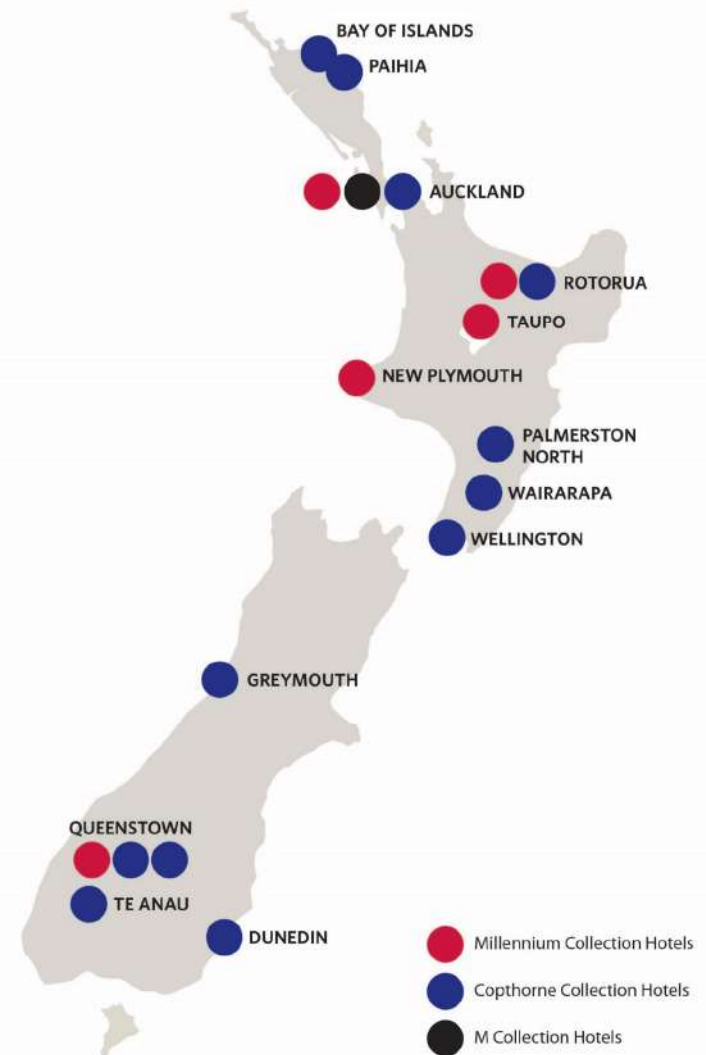 BAY OF ISLANDS
PAIHIA
AUCKLAND
ROTORUA
TAUPO
NEW PLYMOUTH
PALMERSTON
NORTH
WAIRARAPA
WELLINGTON
GREYMOUTH
QUEENSTOWN
TE ANAU
DUNEDIN
Millennium Collection Hotels
Copthorne Collection Hotels
M Collection Hotels